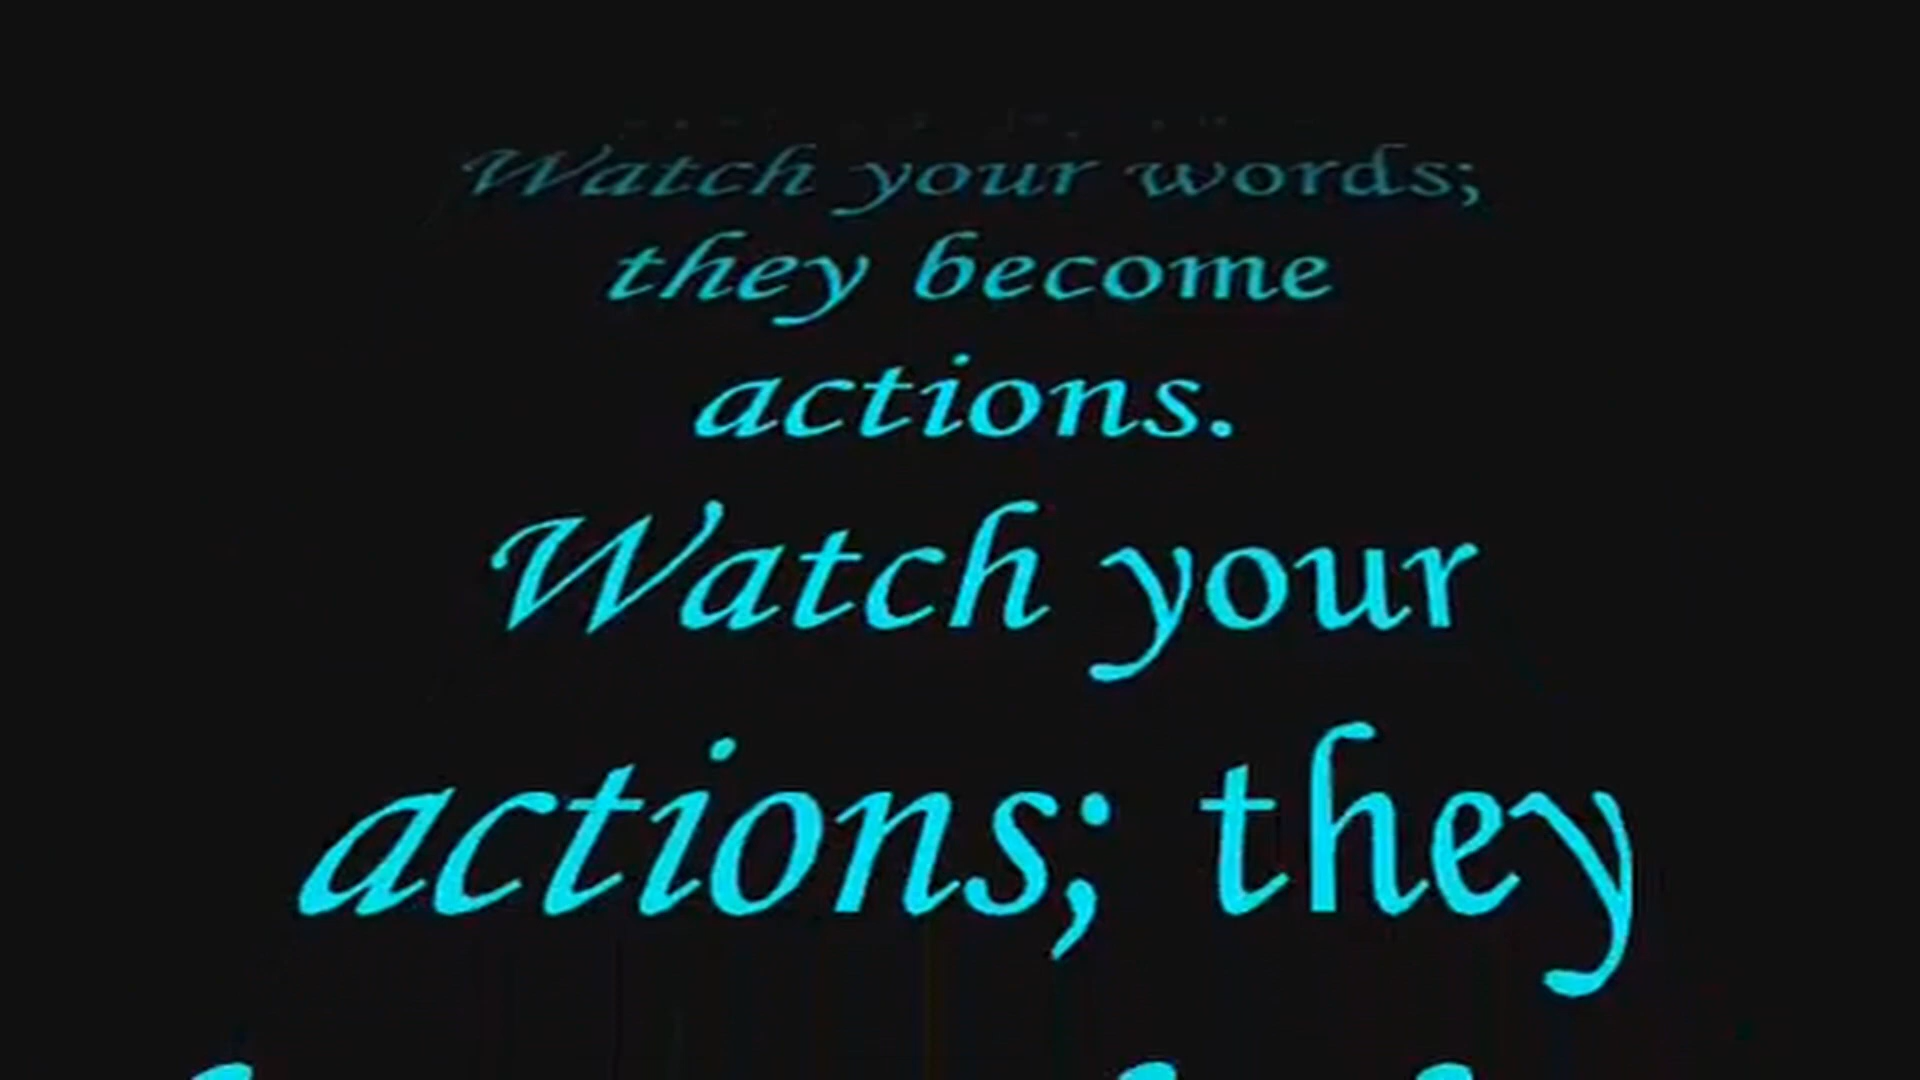 Watch your words;
they become
actions.
Watch your
actions; they